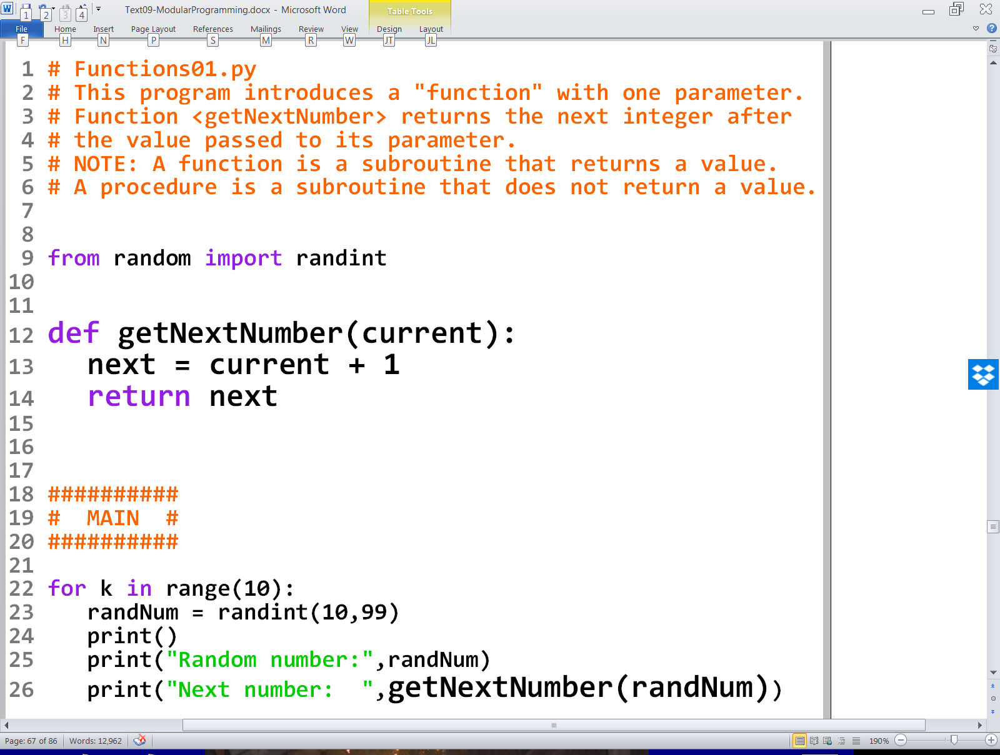 1 2 3 4 Text09-ModularProgramming.docx - Microsoft Word Table Tools
File Home Insert Page Layout References Mailings Review View Design Layout
F H N P S M R W JT JL
1 # Functions01.py
2 # This program introduces a "function" with one parameter.
3 # Function <getNextNumber> returns the next integer after
4 # the value passed to its parameter.
5 # NOTE: A function is a subroutine that returns a value.
6 # A procedure is a subroutine that does not return a value.
7
8
9 from random import randint
10
11
12 def getNextNumber(current):
13    next = current + 1
14    return next
15
16
17
18 ##########
19 #  MAIN  #
20 ##########
21
22 for k in range(10):
23    randNum = randint(10,99)
24    print()
25    print("Random number:",randNum)
26    print("Next number:  ",getNextNumber(randNum))
Page: 67 of 86 Words: 12,962 190%